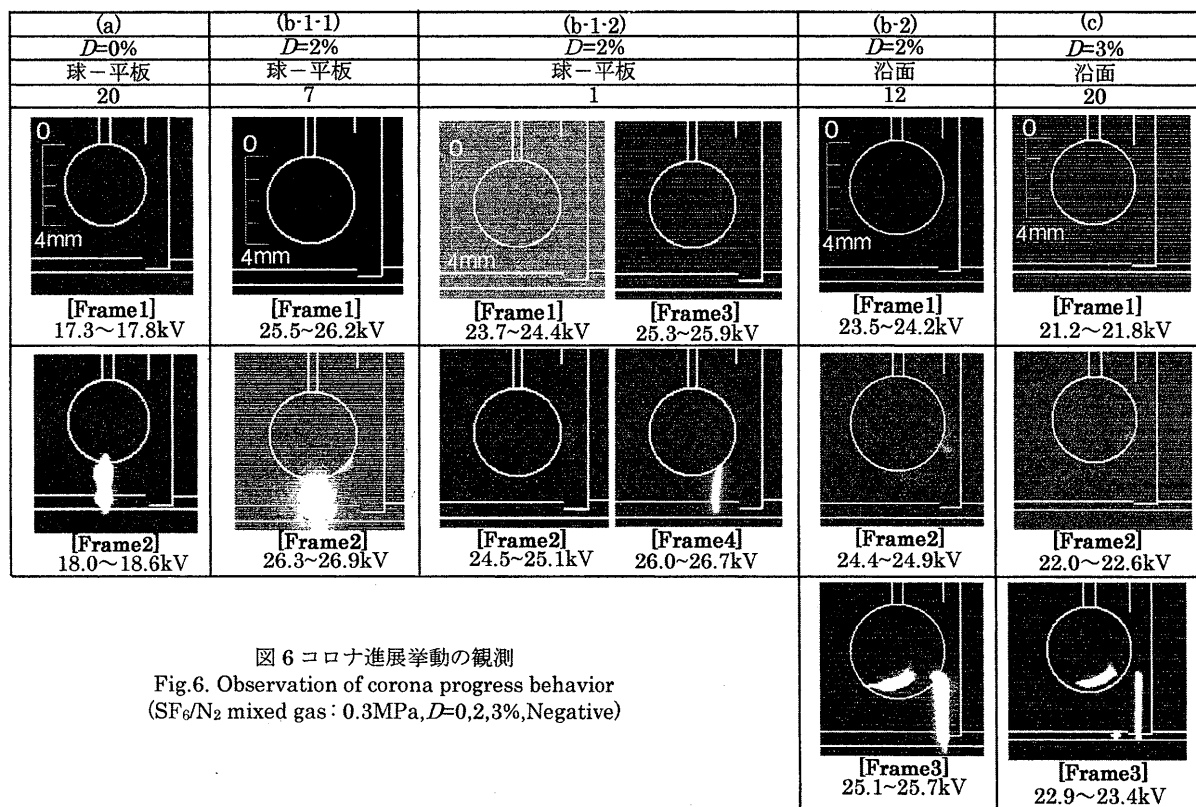 (a) (b-1-1) (b-1-2) (b-2) (c)
D=0% D=2% D=2% D=2% D=3%
球－平板 球－平板 球－平板 沿面 沿面
20 7 1 12 20
0 0 0 0 0
4mm 4mm 4mm 4mm 4mm
[Frame1] [Frame1] [Frame1] [Frame3] [Frame1] [Frame1]
17.3～17.8kV 25.5～26.2kV 23.7~24.4kV 25.3~25.9kV 23.5~24.2kV 21.2~21.8kV
[Frame2] [Frame2] [Frame2] [Frame4] [Frame2] [Frame2]
18.0～18.6kV 26.3～26.9kV 24.5~25.1kV 26.0~26.7kV 24.4~24.9kV 22.0~22.6kV
[Frame3] [Frame3]
25.1~25.7kV 22.9~23.4kV
図 6 コロナ進展挙動の観測
Fig.6. Observation of corona progress behavior
(SF₆/N₂ mixed gas : 0.3MPa,D=0,2,3%,Negative)